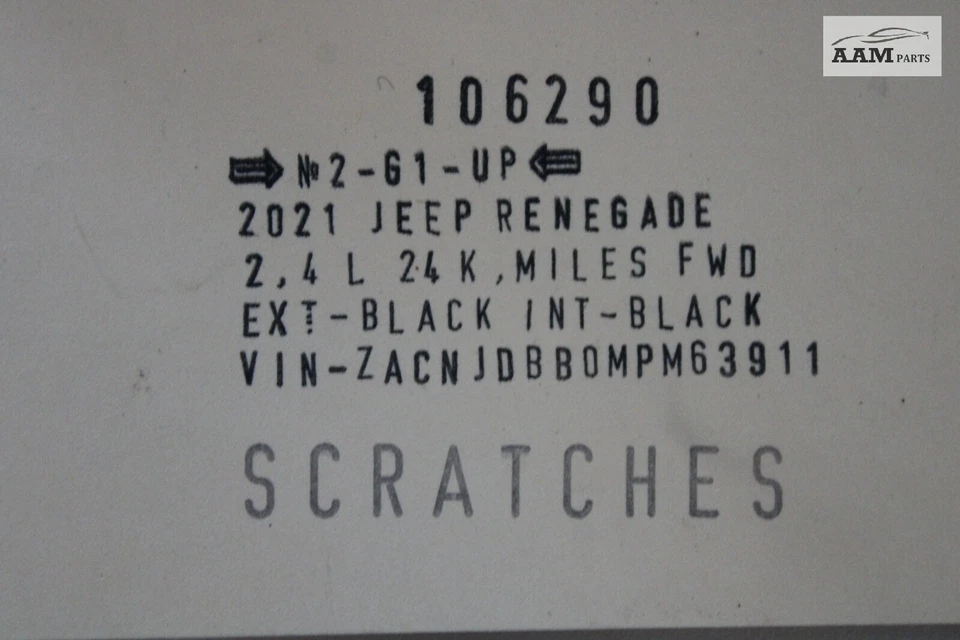 AAM PARTS
106290
⇒ №2-G1-UP ⇐
2021 JEEP RENEGADE
2,4 L 24K,MILES FWD
EXT-BLACK INT-BLACK
VIN-ZACNJDBB0MPM63911
SCRATCHES